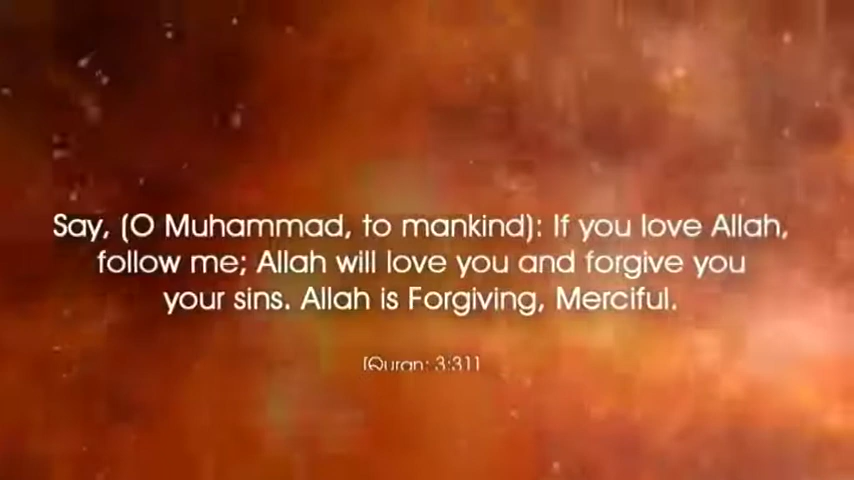 Say, (O Muhammad, to mankind): If you love Allah,
follow me; Allah will love you and forgive you
your sins. Allah is Forgiving, Merciful.
[Quran: 3:31]